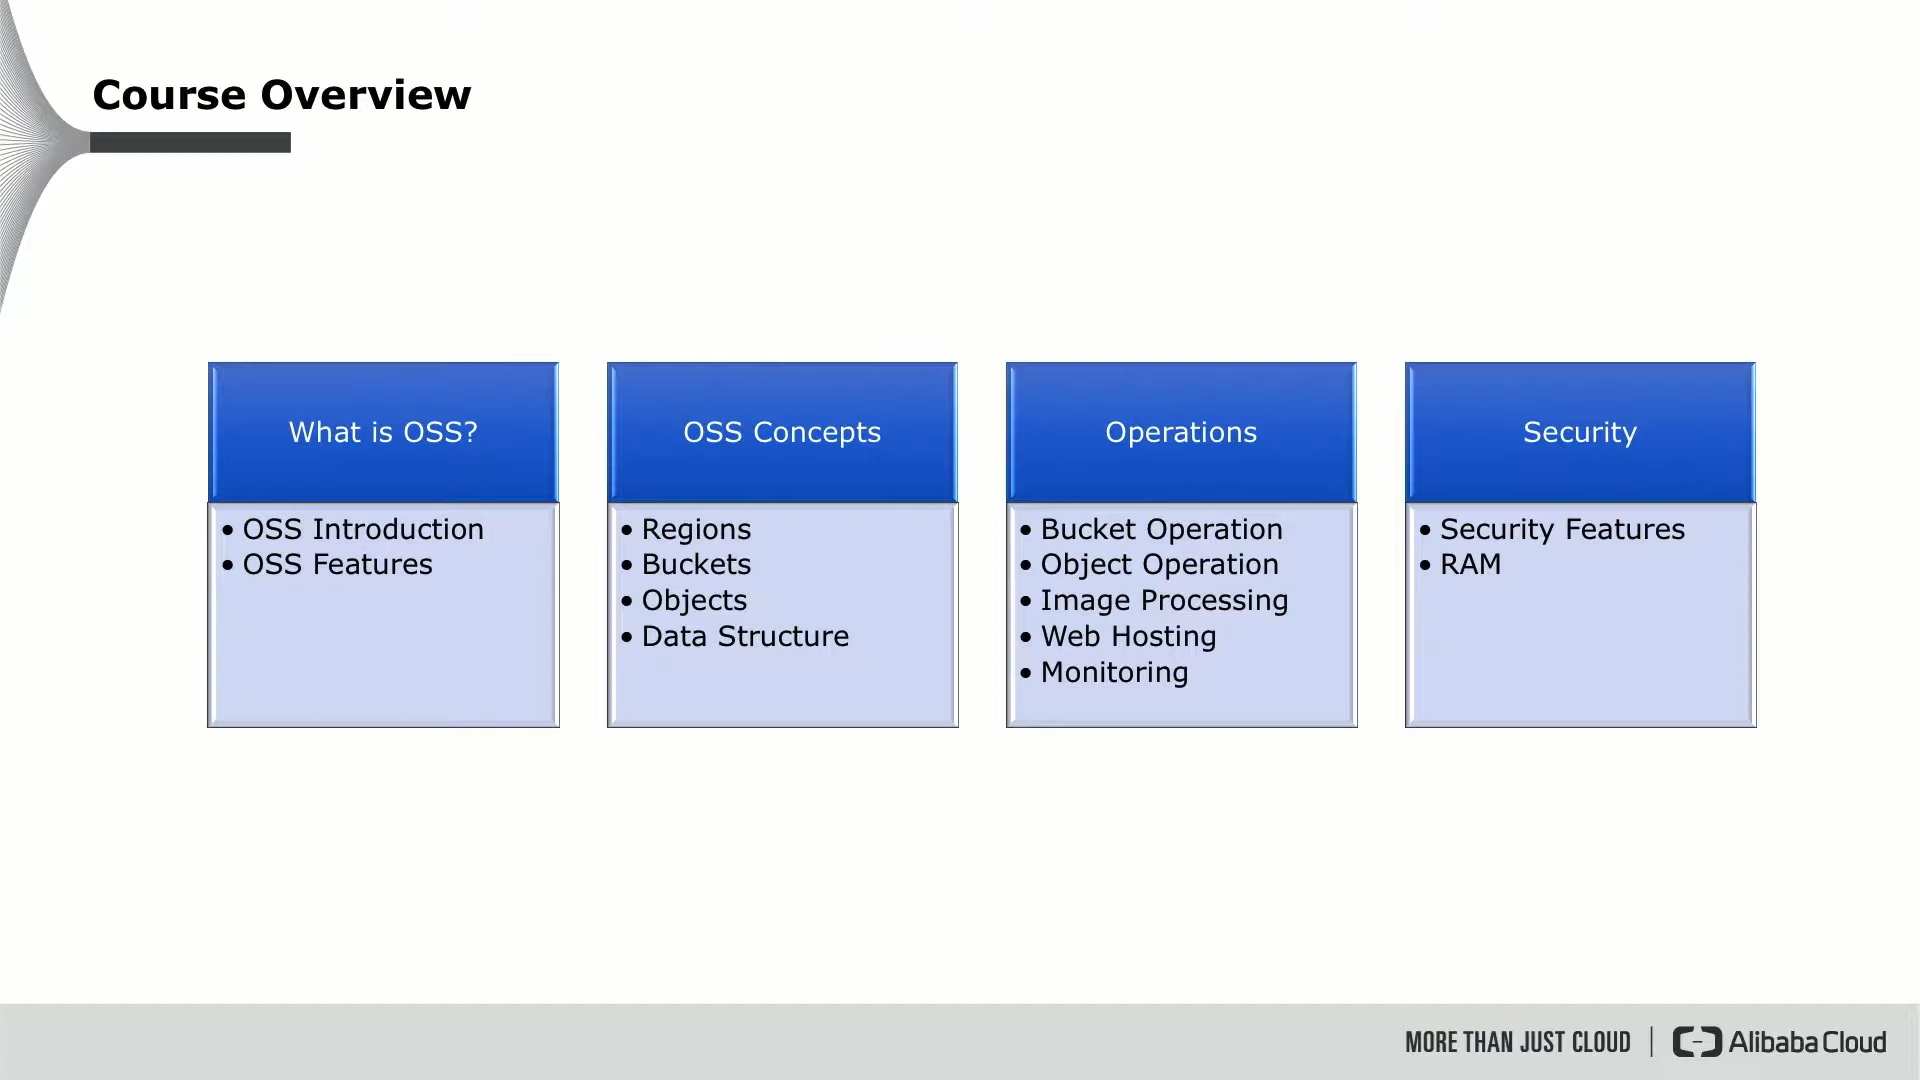 Course Overview
What is OSS?
• OSS Introduction
• OSS Features
OSS Concepts
• Regions
• Buckets
• Objects
• Data Structure
Operations
• Bucket Operation
• Object Operation
• Image Processing
• Web Hosting
• Monitoring
Security
• Security Features
• RAM
MORE THAN JUST CLOUD | Alibaba Cloud